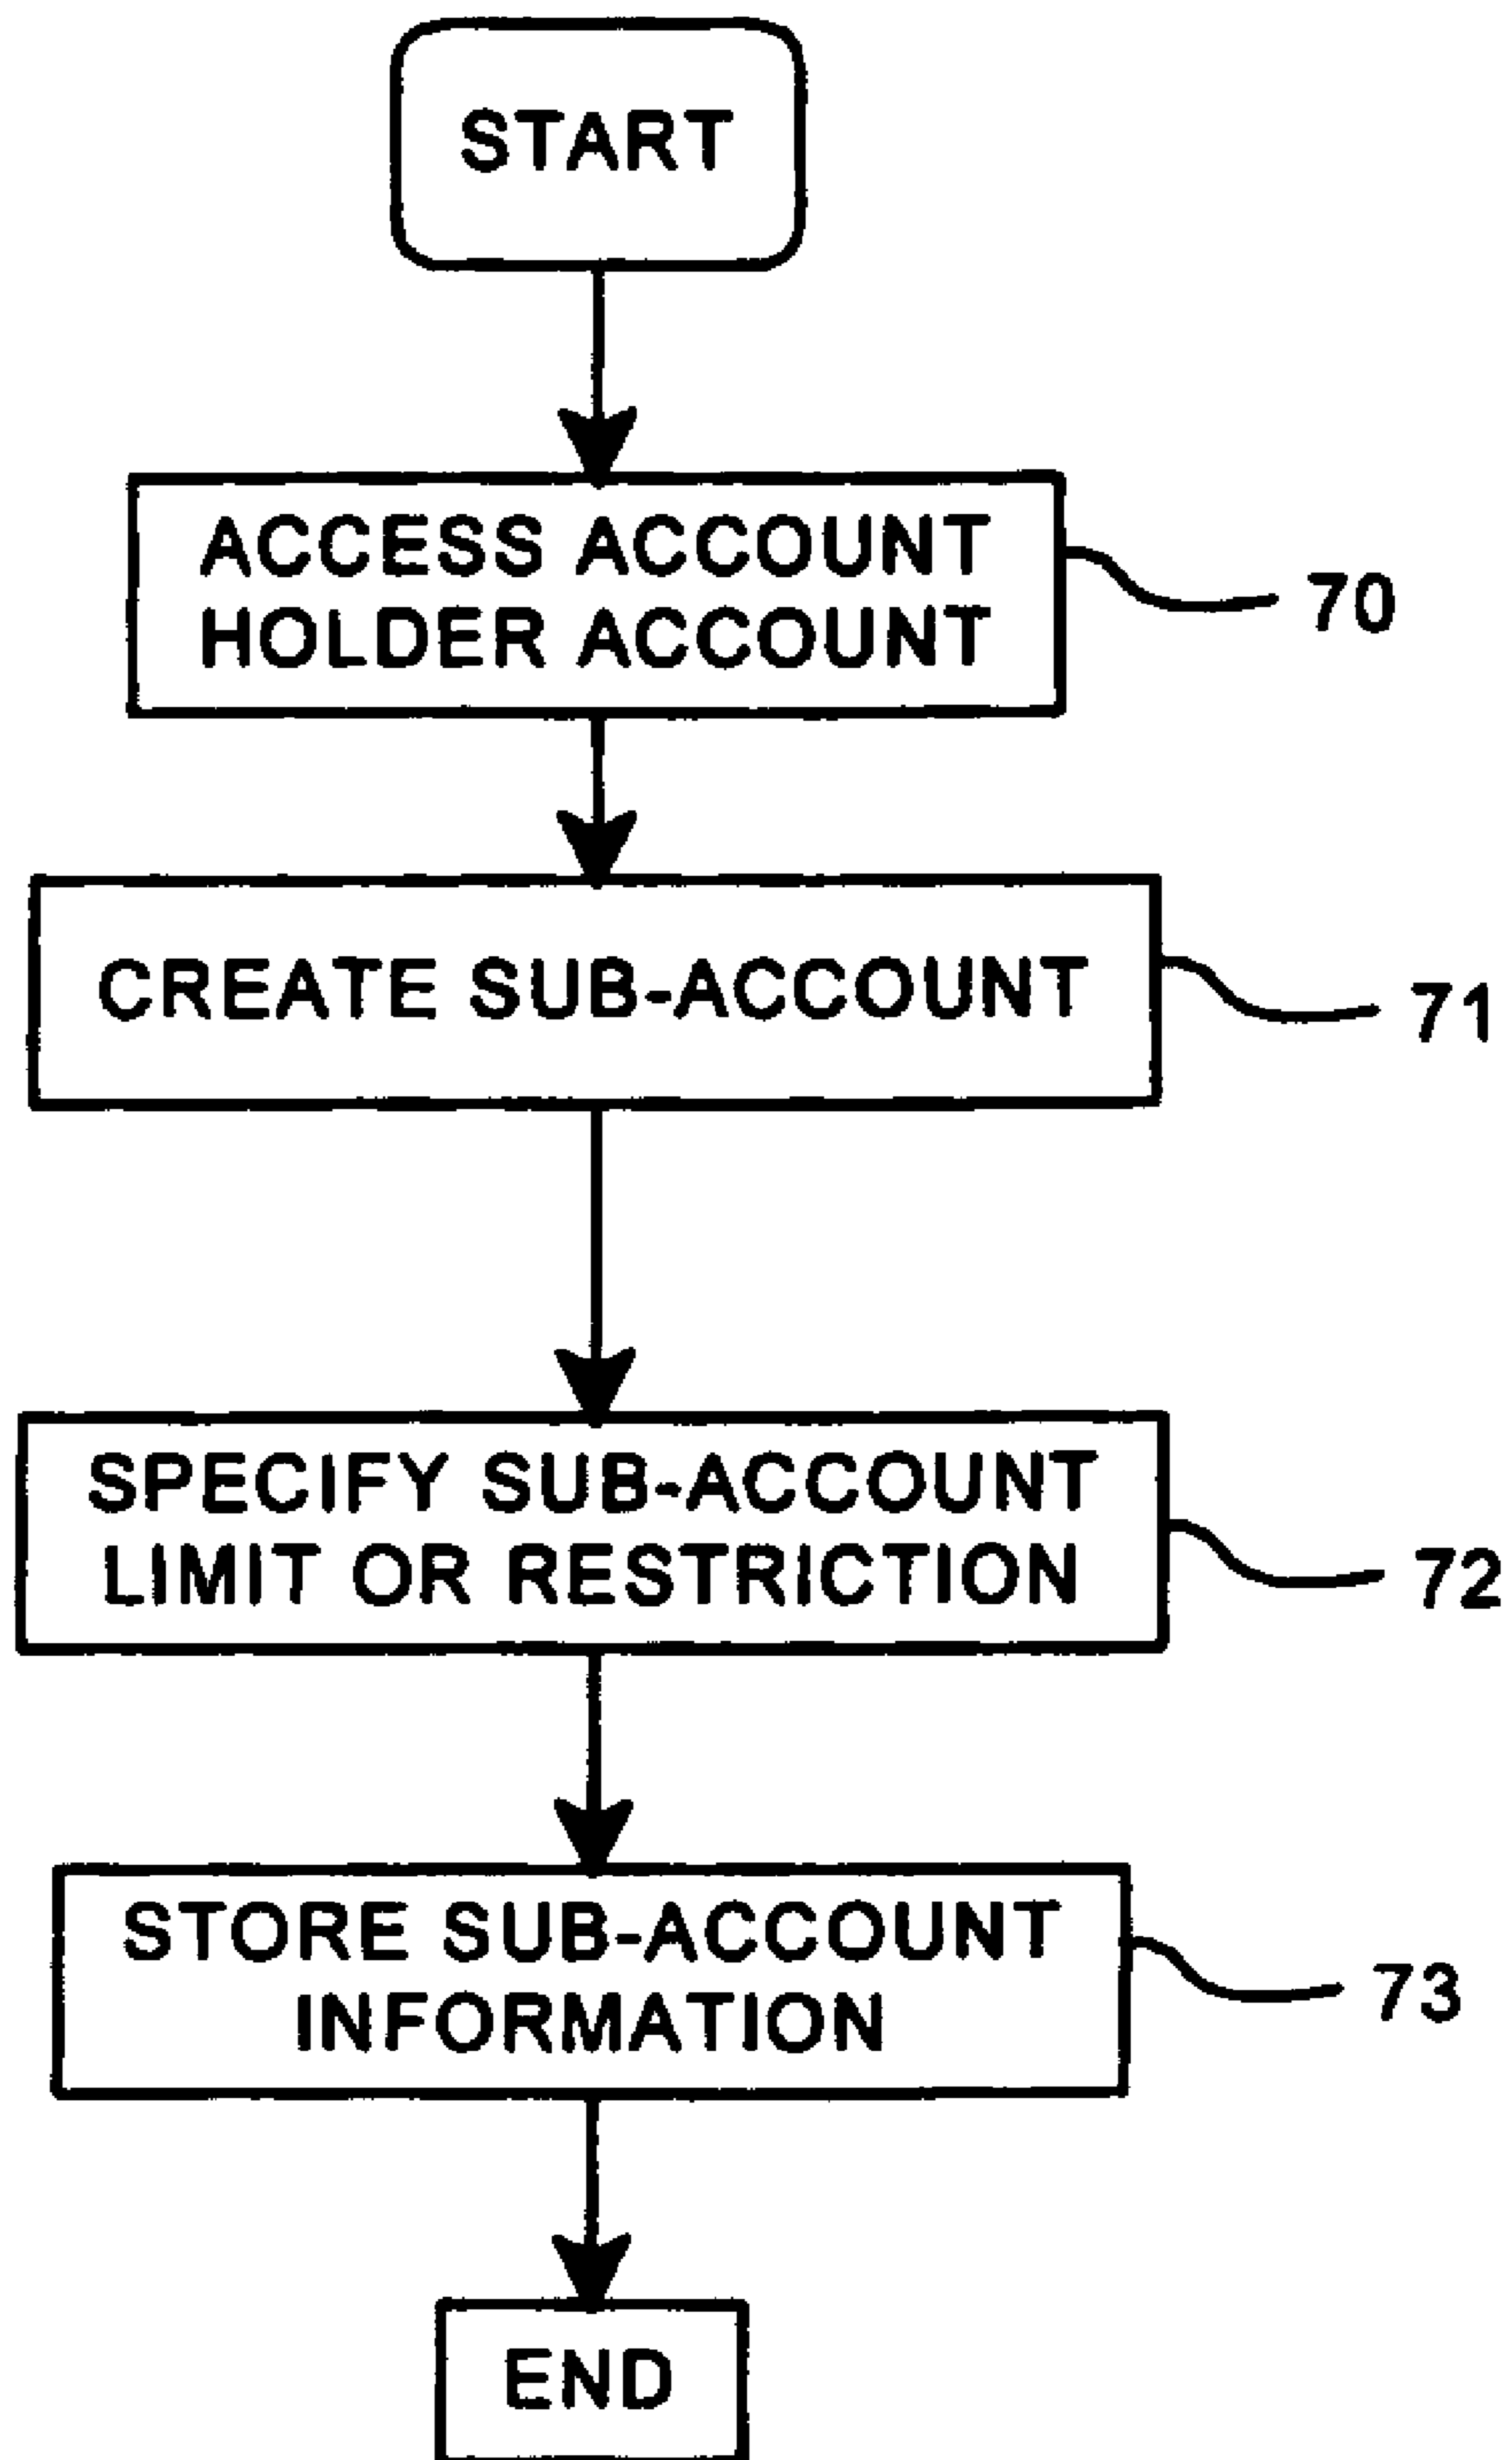 START
ACCESS ACCOUNT
HOLDER ACCOUNT
70
CREATE SUB-ACCOUNT
71
SPECIFY SUB-ACCOUNT
LIMIT OR RESTRICTION
72
STORE SUB-ACCOUNT
INFORMATION
73
END